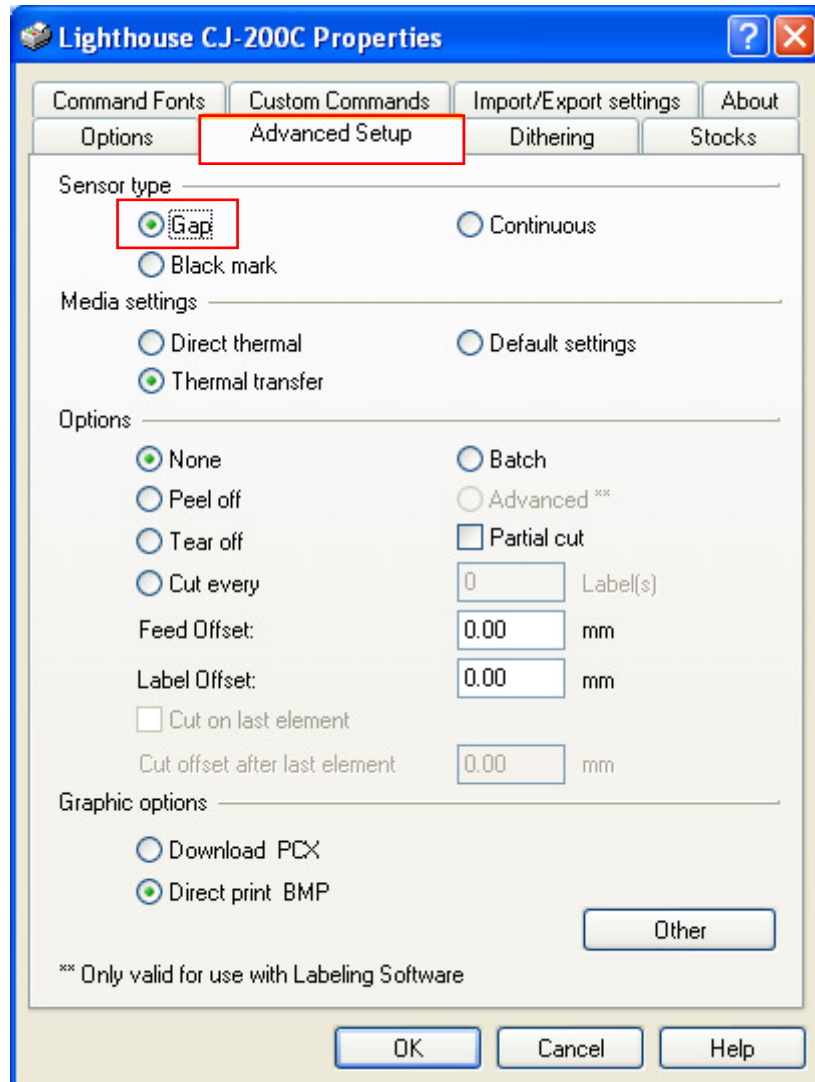 Lighthouse CJ-200C Properties
Command Fonts Custom Commands Import/Export settings About
Options Advanced Setup Dithering Stocks
Sensor type
Gap Continuous
Black mark
Media settings
Direct thermal Default settings
Thermal transfer
Options
None Batch
Peel off Advanced **
Tear off Partial cut
Cut every 0 Label(s)
Feed Offset: 0.00 mm
Label Offset: 0.00 mm
Cut on last element
Cut offset after last element 0.00 mm
Graphic options
Download PCX
Direct print BMP
Other
** Only valid for use with Labeling Software
OK Cancel Help